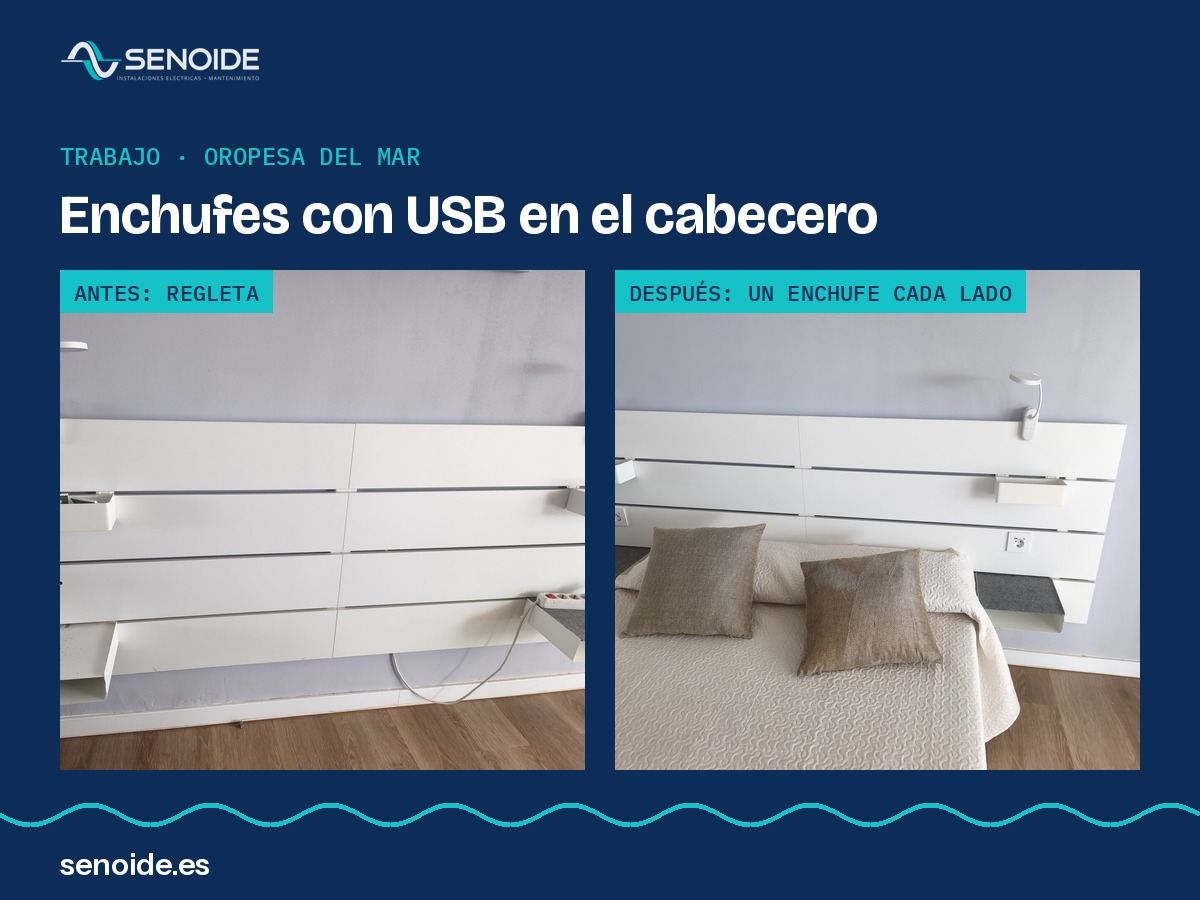 SENOIDE
INSTALACIONES ELÉCTRICAS · MANTENIMIENTO
TRABAJO · OROPESA DEL MAR
Enchufes con USB en el cabecero
ANTES: REGLETA
DESPUÉS: UN ENCHUFE CADA LADO
senoide.es